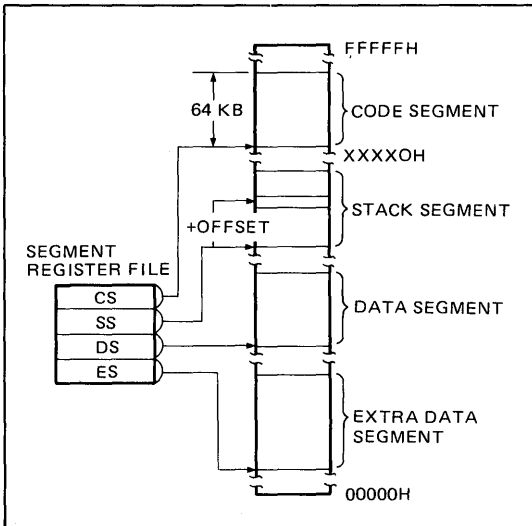 FFFFFH
64 KB
CODE SEGMENT
XXXXOH
STACK SEGMENT
+OFFSET
SEGMENT
REGISTER FILE
CS
SS
DS
ES
DATA SEGMENT
EXTRA DATA
SEGMENT
00000H